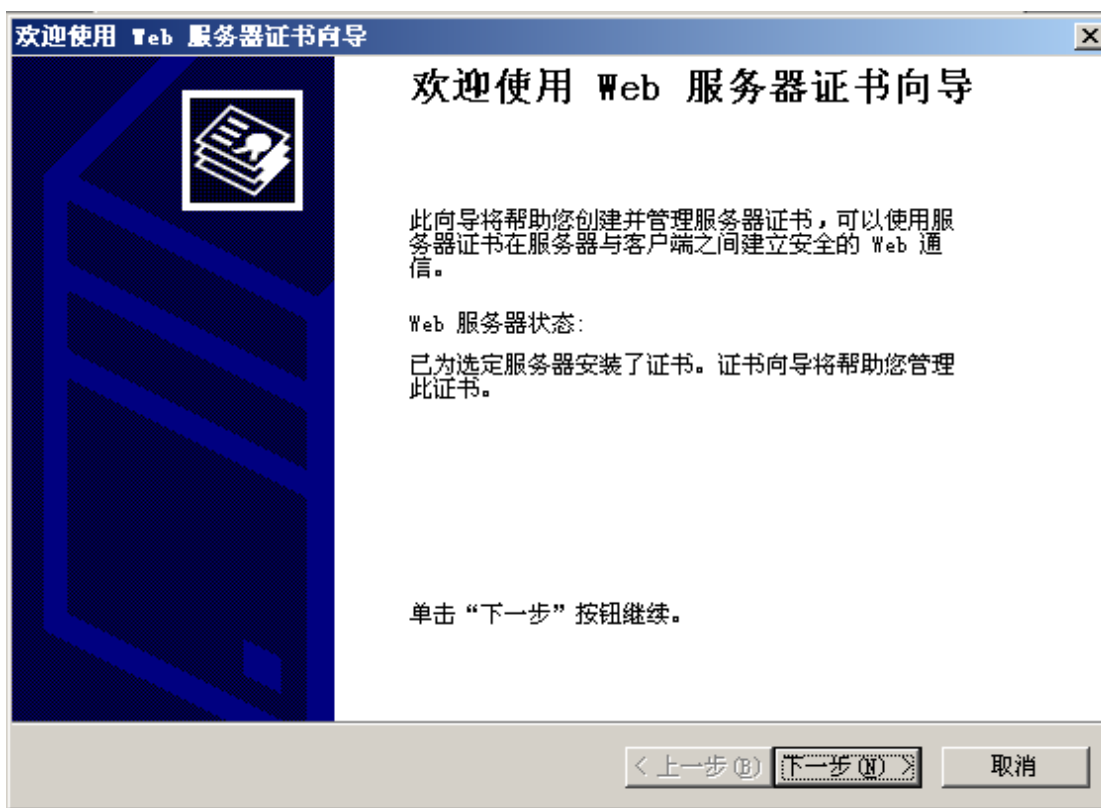 欢迎使用 Web 服务器证书向导
欢迎使用 Web 服务器证书向导
此向导将帮助您创建并管理服务器证书，可以使用服
务器证书在服务器与客户端之间建立安全的 Web 通
信。
Web 服务器状态:
已为选定服务器安装了证书。证书向导将帮助您管理
此证书。
单击“下一步”按钮继续。
< 上一步(B) 下一步(N) > 取消